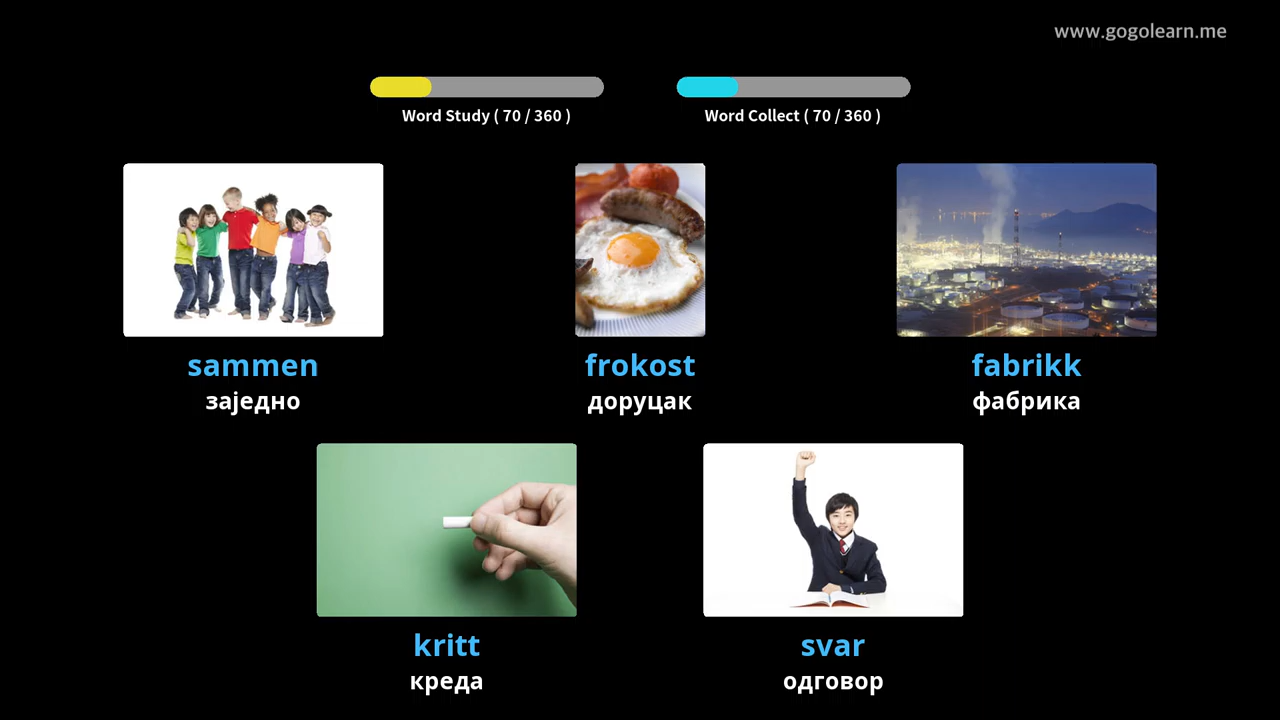 www.gogolearn.me
Word Study ( 70 / 360 )
Word Collect ( 70 / 360 )
sammen
заједно
frokost
доруцак
fabrikk
фабрика
kritt
креда
svar
одговор